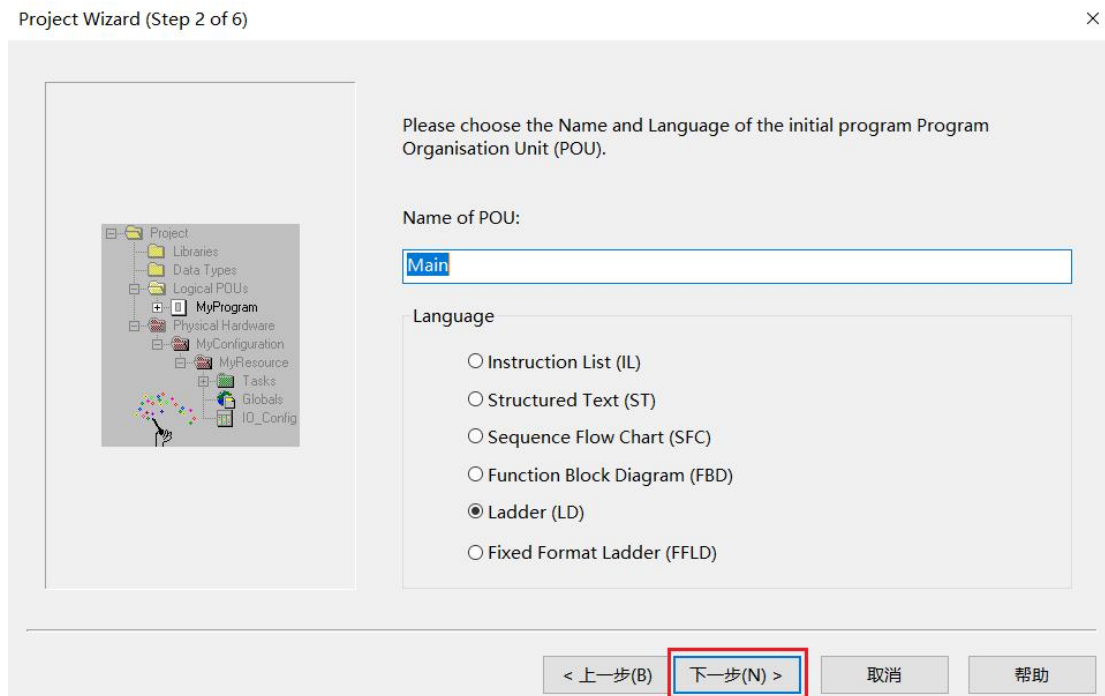 Project Wizard (Step 2 of 6)
Please choose the Name and Language of the initial program Program
Organisation Unit (POU).
Name of POU:
Main
Project
Libraries
Data Types
Logical POUs
MyProgram
Physical Hardware
MyConfiguration
MyResource
Tasks
Globals
IO_Config
Language
Instruction List (IL)
Structured Text (ST)
Sequence Flow Chart (SFC)
Function Block Diagram (FBD)
Ladder (LD)
Fixed Format Ladder (FFLD)
< 上一步(B) 下一步(N) > 取消 帮助